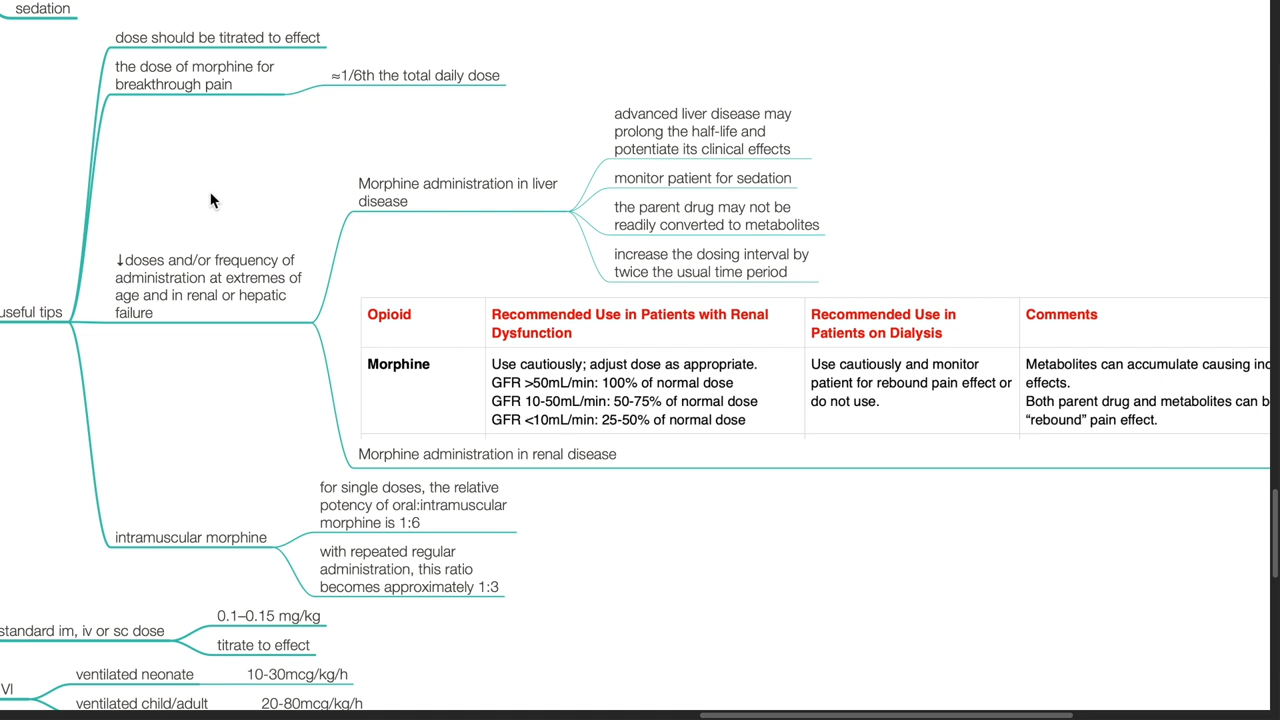 sedation
dose should be titrated to effect
the dose of morphine for
breakthrough pain
≈1/6th the total daily dose
advanced liver disease may
prolong the half-life and
potentiate its clinical effects
monitor patient for sedation
Morphine administration in liver
disease
the parent drug may not be
readily converted to metabolites
increase the dosing interval by
twice the usual time period
↓doses and/or frequency of
administration at extremes of
age and in renal or hepatic
failure
useful tips
Opioid
Recommended Use in Patients with Renal
Dysfunction
Recommended Use in
Patients on Dialysis
Comments
Morphine
Use cautiously; adjust dose as appropriate.
GFR >50mL/min: 100% of normal dose
GFR 10-50mL/min: 50-75% of normal dose
GFR <10mL/min: 25-50% of normal dose
Use cautiously and monitor
patient for rebound pain effect or
do not use.
Metabolites can accumulate causing
effects.
Both parent drug and metabolites can
“rebound” pain effect.
Morphine administration in renal disease
for single doses, the relative
potency of oral:intramuscular
morphine is 1:6
intramuscular morphine
with repeated regular
administration, this ratio
becomes approximately 1:3
standard im, iv or sc dose
0.1–0.15 mg/kg
titrate to effect
VI
ventilated neonate 10-30mcg/kg/h
ventilated child/adult 20-80mcg/kg/h